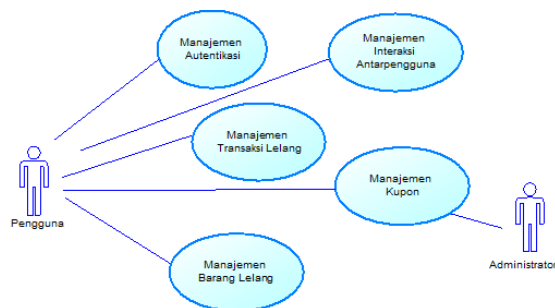 Manajemen
Autentikasi
Manajemen
Interaksi
Antarpengguna
Manajemen
Transaksi Lelang
Manajemen
Kupon
Pengguna
Administrator
Manajemen
Barang Lelang